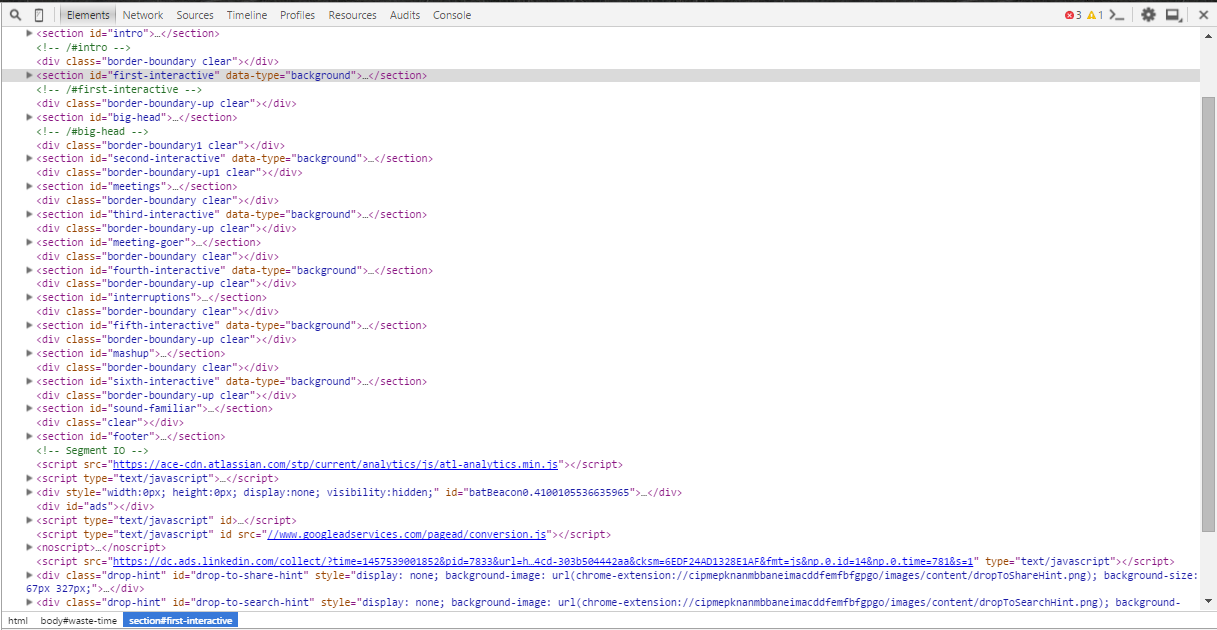 Elements Network Sources Timeline Profiles Resources Audits Console 3 1
<section id="intro">…</section>
<!-- /#intro -->
<div class="border-boundary clear"></div>
<section id="first-interactive" data-type="background">…</section>
<!-- /#first-interactive -->
<div class="border-boundary-up clear"></div>
<section id="big-head">…</section>
<!-- /#big-head -->
<div class="border-boundary1 clear"></div>
<section id="second-interactive" data-type="background">…</section>
<div class="border-boundary-up1 clear"></div>
<section id="meetings">…</section>
<div class="border-boundary clear"></div>
<section id="third-interactive" data-type="background">…</section>
<div class="border-boundary-up clear"></div>
<section id="meeting-goer">…</section>
<div class="border-boundary clear"></div>
<section id="fourth-interactive" data-type="background">…</section>
<div class="border-boundary-up clear"></div>
<section id="interruptions">…</section>
<div class="border-boundary clear"></div>
<section id="fifth-interactive" data-type="background">…</section>
<div class="border-boundary-up clear"></div>
<section id="mashup">…</section>
<div class="border-boundary clear"></div>
<section id="sixth-interactive" data-type="background">…</section>
<div class="border-boundary-up clear"></div>
<section id="sound-familiar">…</section>
<div class="clear"></div>
<section id="footer">…</section>
<!-- Segment IO -->
<script src="https://ace-cdn.atlassian.com/stp/current/analytics/js/atl-analytics.min.js"></script>
<script type="text/javascript">…</script>
<div style="width:0px; height:0px; display:none; visibility:hidden;" id="batBeacon0.4100105536635965">…</div>
<div id="ads"></div>
<script type="text/javascript" id>…</script>
<script type="text/javascript" id src="//www.googleadservices.com/pagead/conversion.js"></script>
<noscript>…</noscript>
<script src="https://dc.ads.linkedin.com/collect/?time=1457539001852&pid=7833&url=h…4cd-303b504442aa&cksm=6EDF24AD1328E1AF&fmt=js&np.0.id=14&np.0.time=781&s=1" type="text/javascript"></script>
<div class="drop-hint" id="drop-to-share-hint" style="display: none; background-image: url(chrome-extension://cipmepknanmbbaneimacddfemfbfgpgo/images/content/dropToShareHint.png); background-size:
67px 327px;">…</div>
<div class="drop-hint" id="drop-to-search-hint" style="display: none; background-image: url(chrome-extension://cipmepknanmbbaneimacddfemfbfgpgo/images/content/dropToSearchHint.png); background-
html body#waste-time section#first-interactive